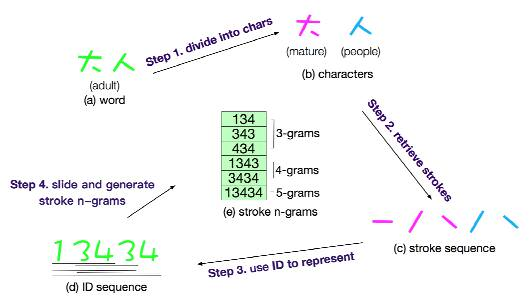 大人
(adult)
(a) word
Step 1. divide into chars
大 人
(mature) (people)
(b) characters
Step 2. retrieve strokes
(c) stroke sequence
Step 3. use ID to represent
13434
(d) ID sequence
Step 4. slide and generate
stroke n-grams
134
343
434
3-grams
1343
3434
4-grams
13434
5-grams
(e) stroke n-grams